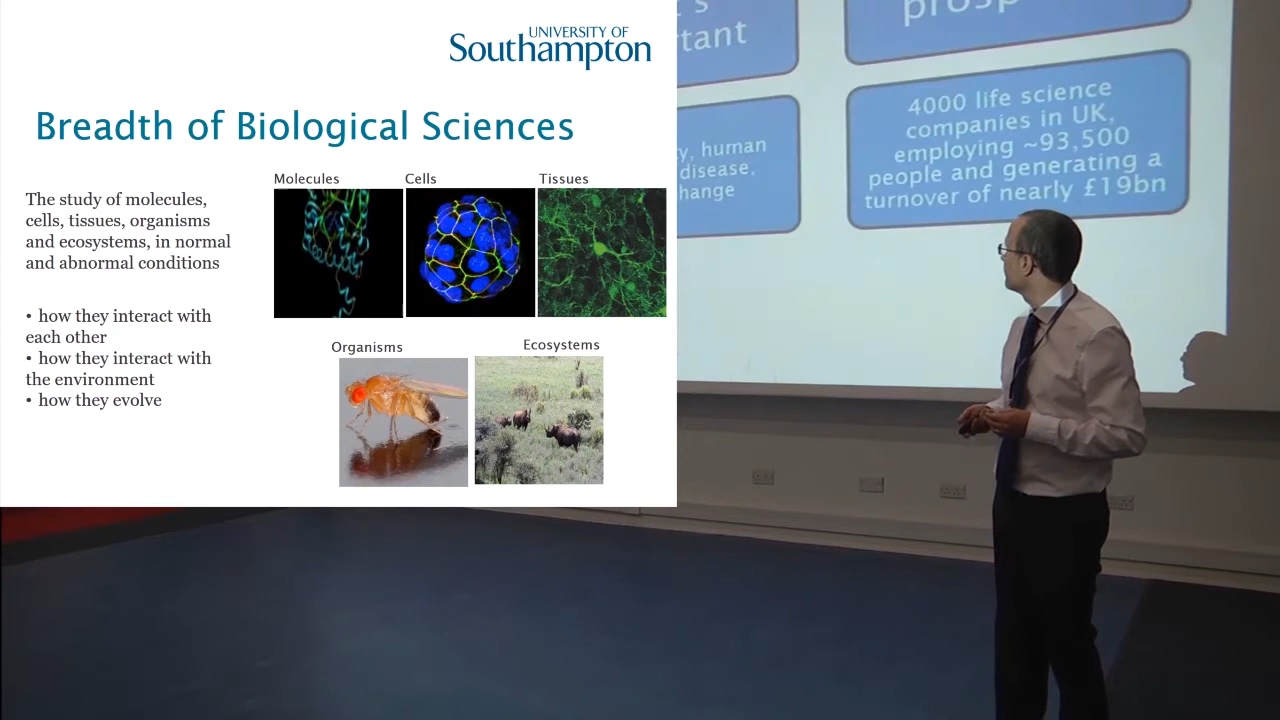 UNIVERSITY OF
Southampton
Breadth of Biological Sciences
The study of molecules,
cells, tissues, organisms
and ecosystems, in normal
and abnormal conditions
• how they interact with
each other
• how they interact with
the environment
• how they evolve
Molecules
Cells
Tissues
Organisms
Ecosystems
human
disease,
4000 life science
companies in UK,
employing ~93,500
people and generating a
turnover of nearly £19bn